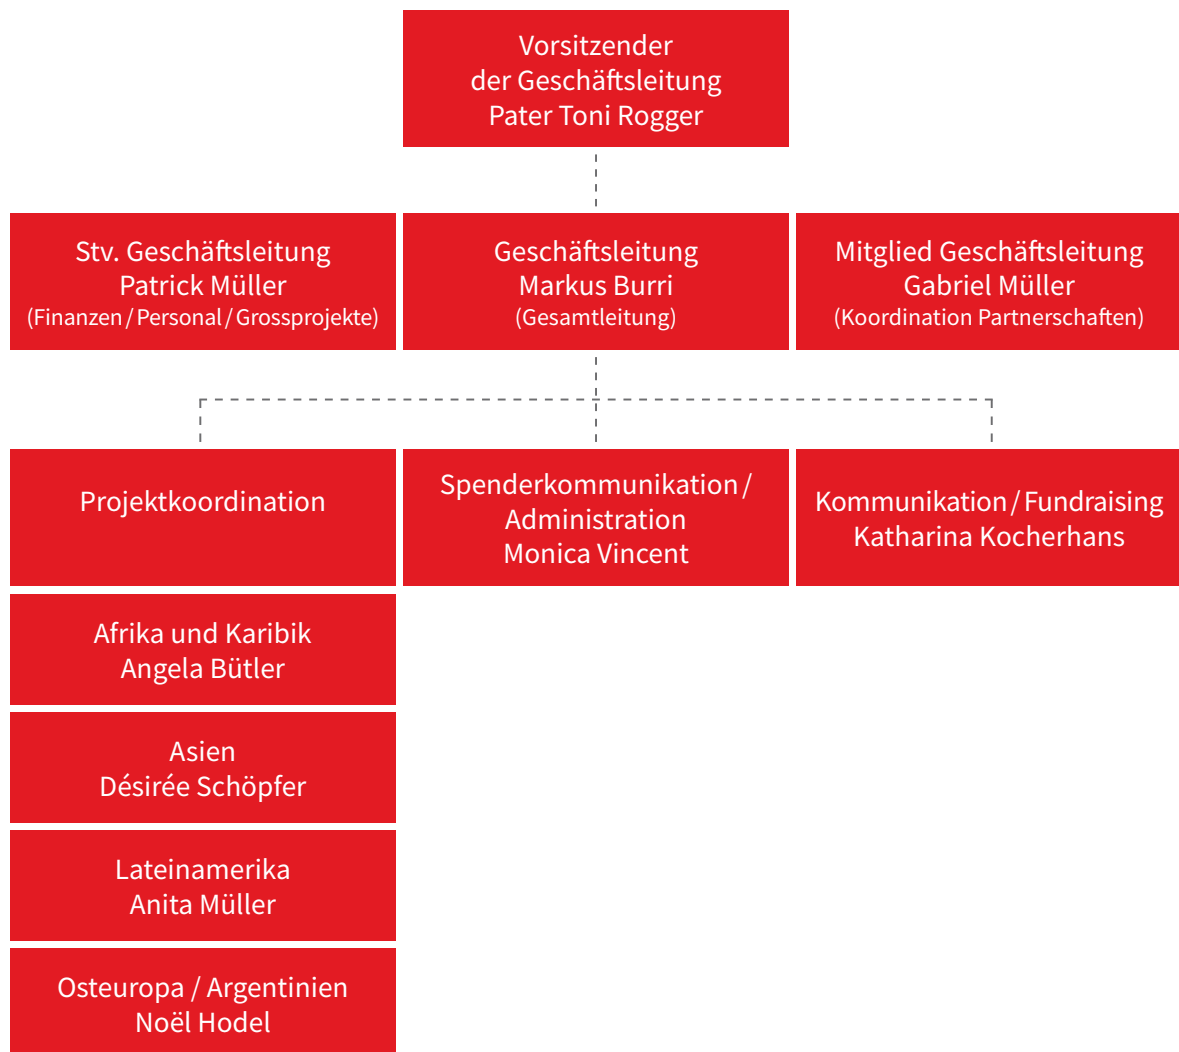 Vorsitzender
der Geschäftsleitung
Pater Toni Rogger
Stv. Geschäftsleitung
Patrick Müller
(Finanzen / Personal / Grossprojekte)
Geschäftsleitung
Markus Burri
(Gesamtleitung)
Mitglied Geschäftsleitung
Gabriel Müller
(Koordination Partnerschaften)
Projektkoordination
Spenderkommunikation /
Administration
Monica Vincent
Kommunikation / Fundraising
Katharina Kocherhans
Afrika und Karibik
Angela Bütler
Asien
Désirée Schöpfer
Lateinamerika
Anita Müller
Osteuropa / Argentinien
Noël Hodel